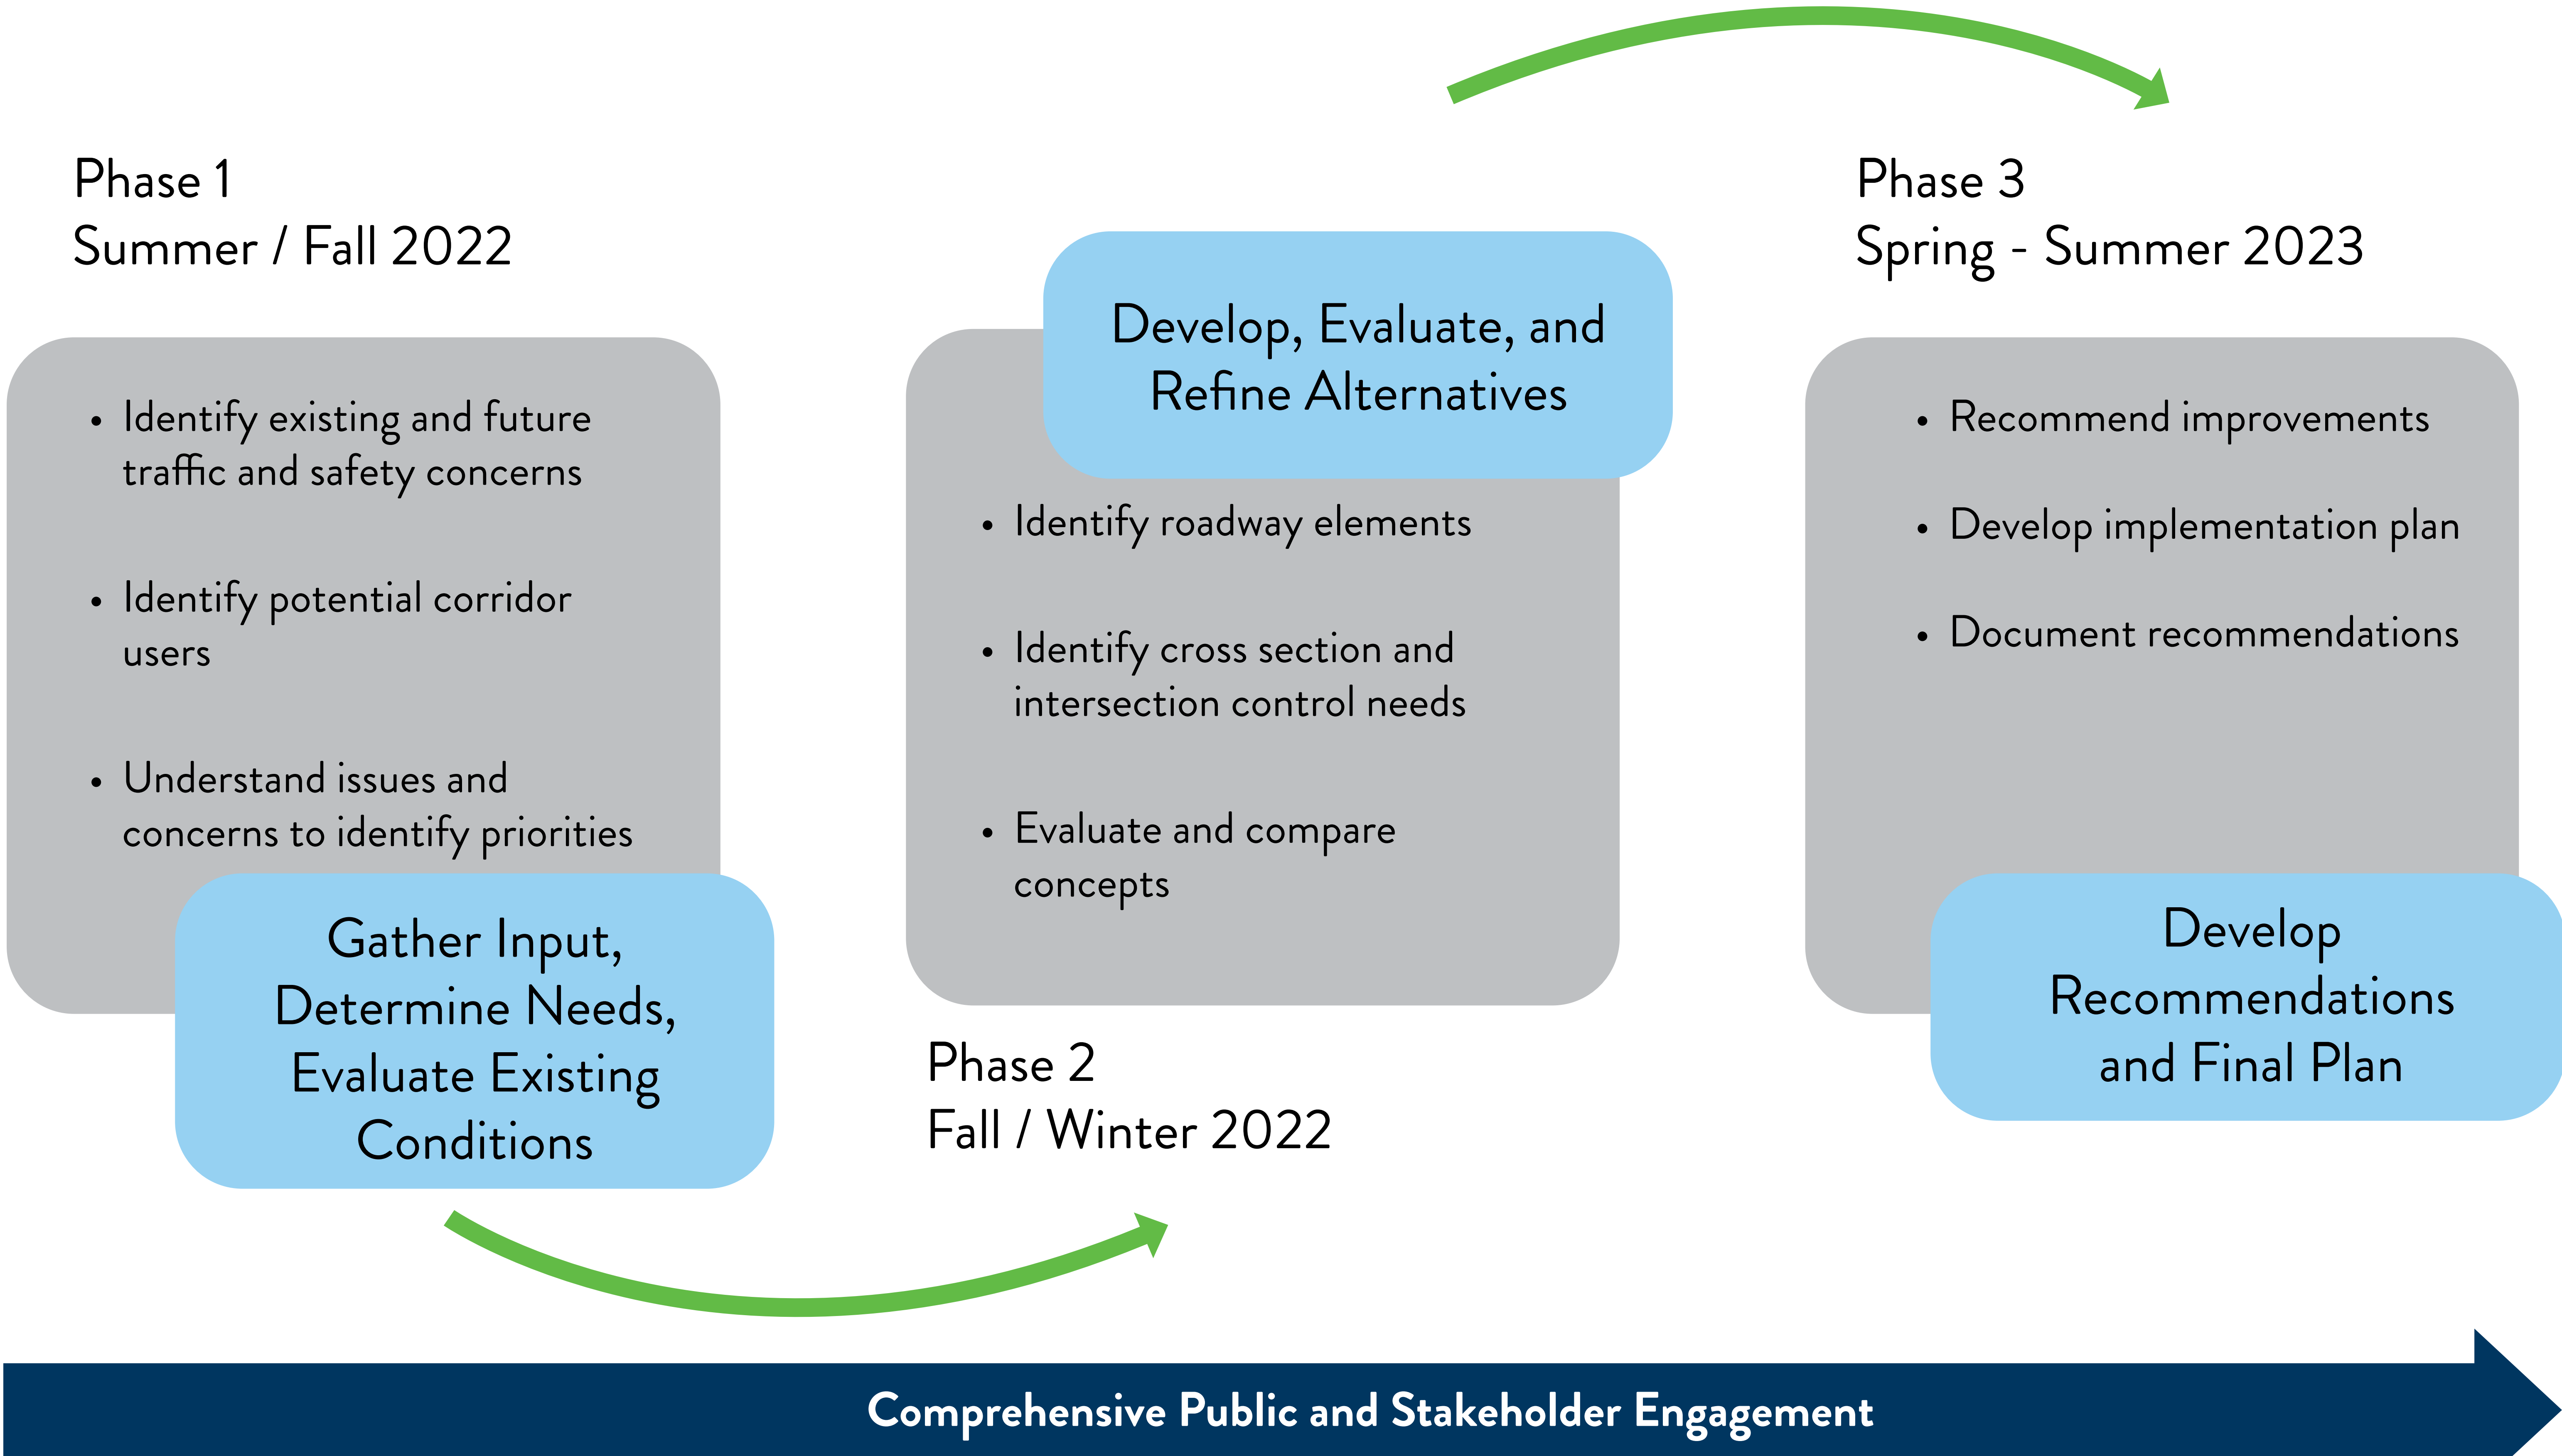 Phase 1
Summer / Fall 2022
• Identify existing and future
traffic and safety concerns
• Identify potential corridor
users
• Understand issues and
concerns to identify priorities
Gather Input,
Determine Needs,
Evaluate Existing
Conditions
Develop, Evaluate, and
Refine Alternatives
• Identify roadway elements
• Identify cross section and
intersection control needs
• Evaluate and compare
concepts
Phase 2
Fall / Winter 2022
Phase 3
Spring - Summer 2023
• Recommend improvements
• Develop implementation plan
• Document recommendations
Develop
Recommendations
and Final Plan
Comprehensive Public and Stakeholder Engagement